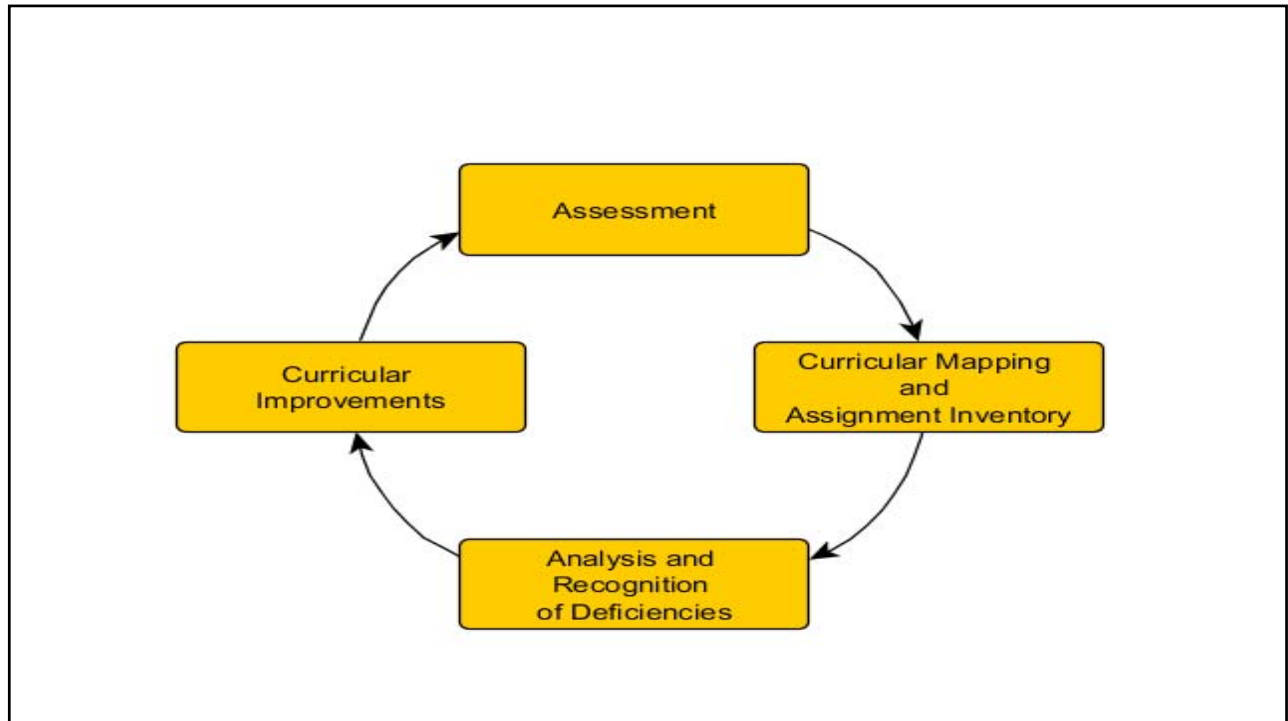 Assessment
Curricular Mapping
and
Assignment Inventory
Analysis and
Recognition
of Deficiencies
Curricular
Improvements